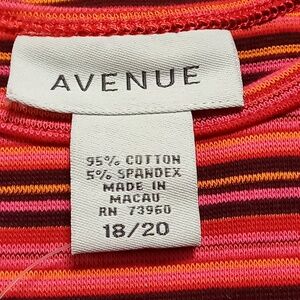 AVENUE
95% COTTON
5% SPANDEX
MADE IN
MACAU
RN 73960
18/20